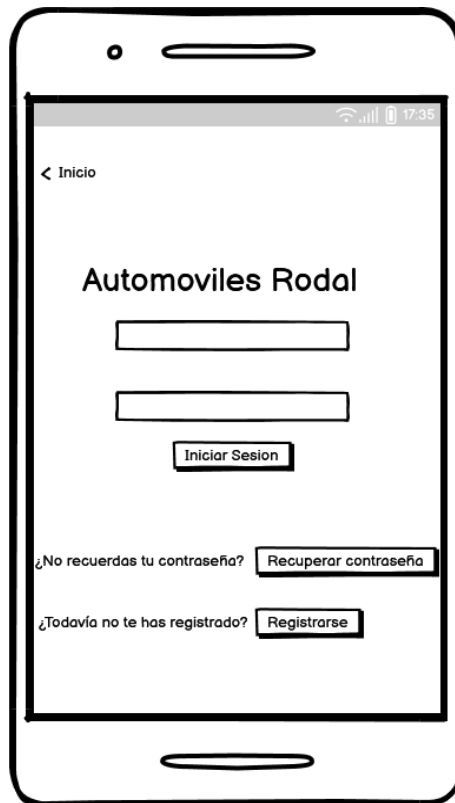 17:35
Inicio
Automoviles Rodal
Iniciar Sesion
¿No recuerdas tu contraseña? Recuperar contraseña
¿Todavía no te has registrado? Registrarse